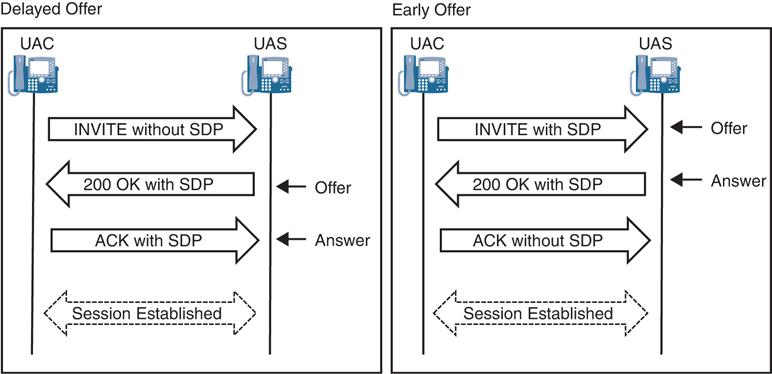 Delayed Offer
UAC
UAS
INVITE without SDP
200 OK with SDP
Offer
ACK with SDP
Answer
Session Established
Early Offer
UAC
UAS
INVITE with SDP
Offer
200 OK with SDP
Answer
ACK without SDP
Session Established